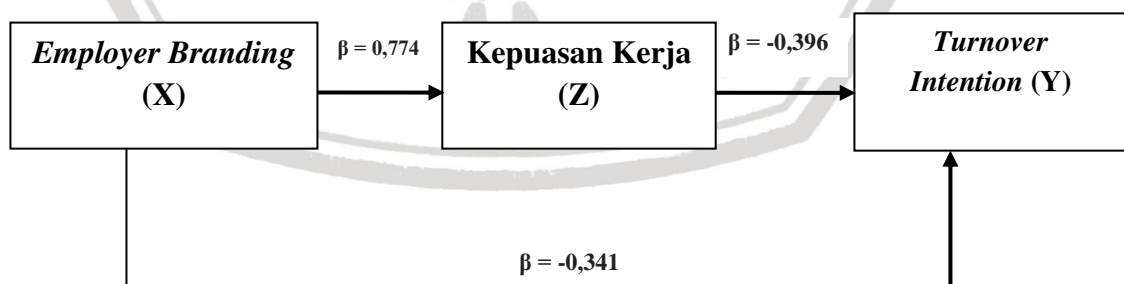 Employer Branding
(X)
β = 0,774
Kepuasan Kerja
(Z)
β = -0,396
Turnover
Intention (Y)
β = -0,341